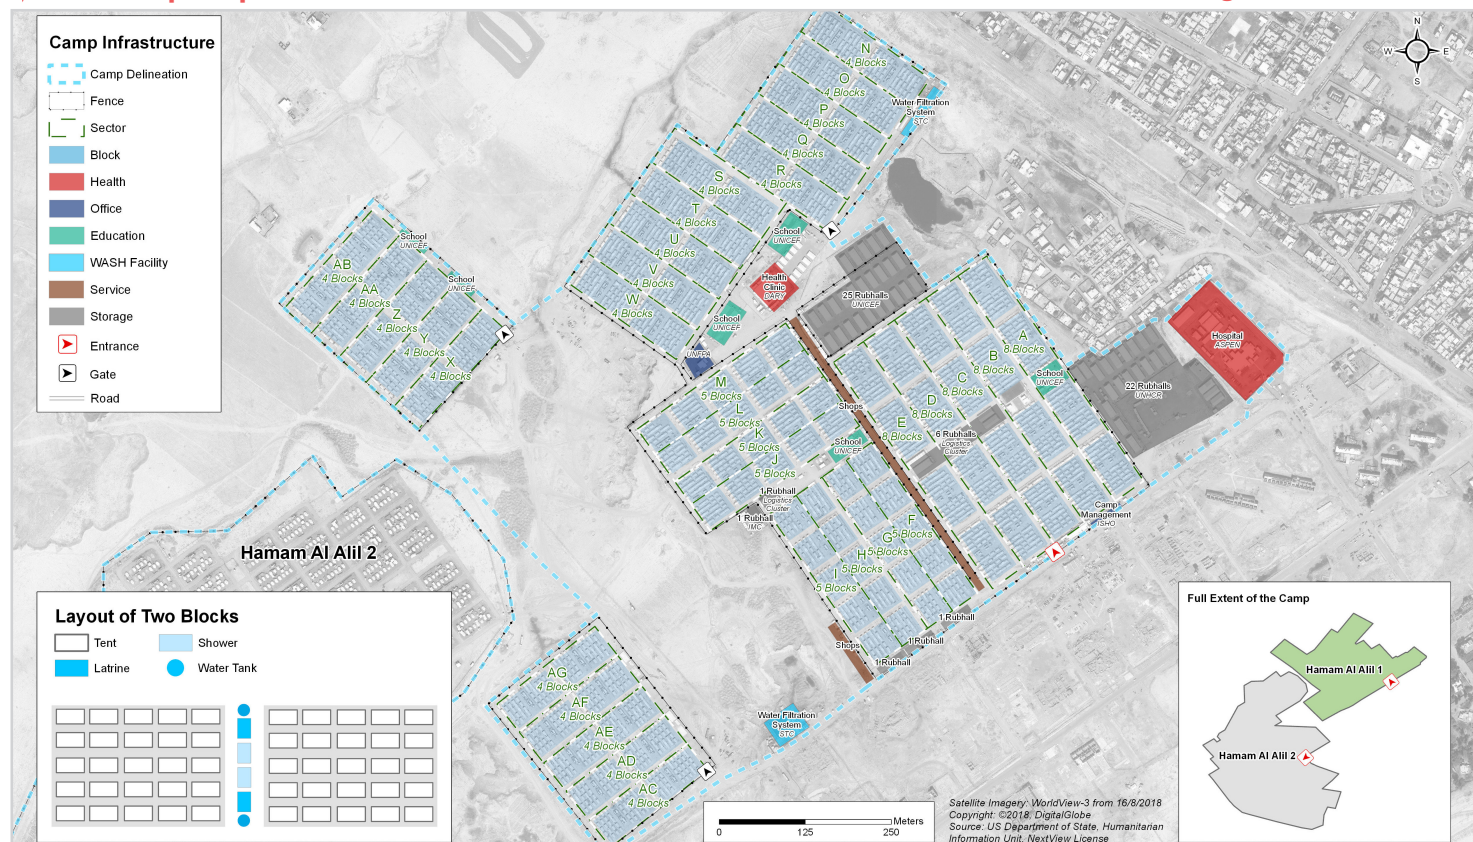 Camp Infrastructure
Camp Delineation
Fence
Sector
Block
Health
Office
Education
WASH Facility
Service
Storage
Entrance
Gate
Road
N
W
E
S
N
4 Blocks
O
4 Blocks
P
4 Blocks
Q
4 Blocks
R
4 Blocks
Water Filtration
System
STC
S
4 Blocks
T
4 Blocks
U
4 Blocks
V
4 Blocks
W
4 Blocks
School
UNICEF
Health
Clinic
DARY
School
UNICEF
UNFPA
25 Rubhalls
UNICEF
School
UNICEF
School
UNICEF
AB
4 Blocks
AA
4 Blocks
Z
4 Blocks
Y
4 Blocks
X
4 Blocks
Hospital
ASPEN
22 Rubhalls
UNHCR
A
8 Blocks
B
8 Blocks
C
8 Blocks
D
8 Blocks
E
8 Blocks
School
UNICEF
6 Rubhalls
Logistics
Cluster
Shops
M
5 Blocks
L
5 Blocks
K
5 Blocks
J
5 Blocks
School
UNICEF
1 Rubhall
Logistics
Cluster
1 Rubhall
IMC
Camp
Management
ISHO
F
5 Blocks
G
5 Blocks
H
5 Blocks
I
5 Blocks
1 Rubhall
1 Rubhall
1 Rubhall
Shops
Water Filtration
System
STC
Hamam Al Alil 2
AG
4 Blocks
AF
4 Blocks
AE
4 Blocks
AD
4 Blocks
AC
4 Blocks
Layout of Two Blocks
Tent
Shower
Latrine
Water Tank
Meters
0 125 250
Satellite Imagery: WorldView-3 from 16/8/2018
Copyright: ©2018, DigitalGlobe
Source: US Department of State, Humanitarian
Information Unit, NextView License
Full Extent of the Camp
Hamam Al Alil 1
Hamam Al Alil 2